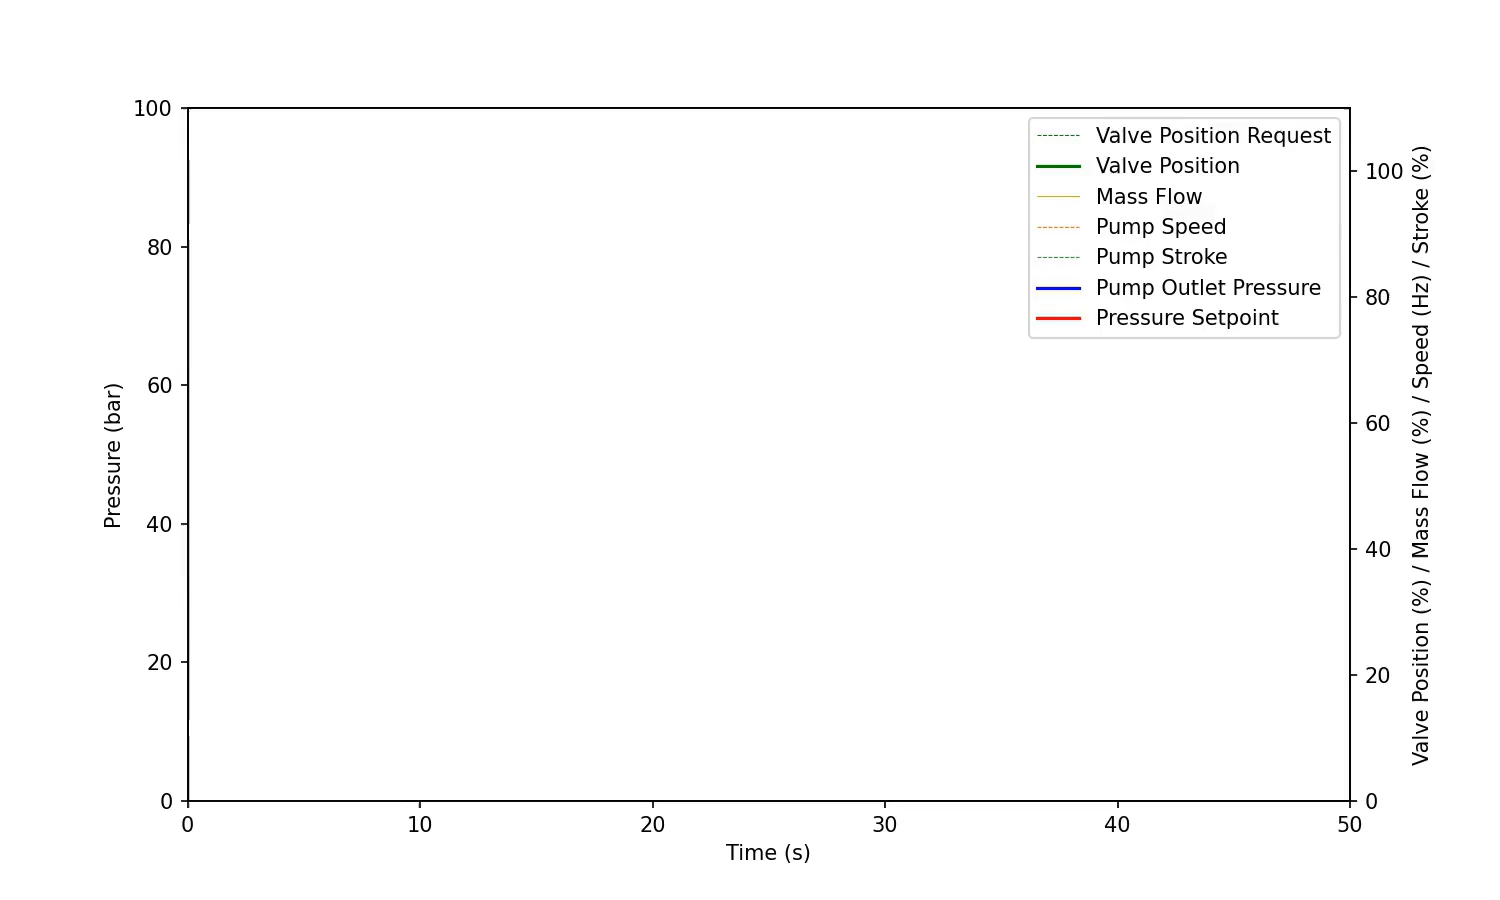 100
80
60
40
20
0
Pressure (bar)
Valve Position Request
Valve Position
Mass Flow
Pump Speed
Pump Stroke
Pump Outlet Pressure
Pressure Setpoint
100
80
60
40
20
0
Valve Position (%) / Mass Flow (%) / Speed (Hz) / Stroke (%)
0 10 20 30 40 50
Time (s)